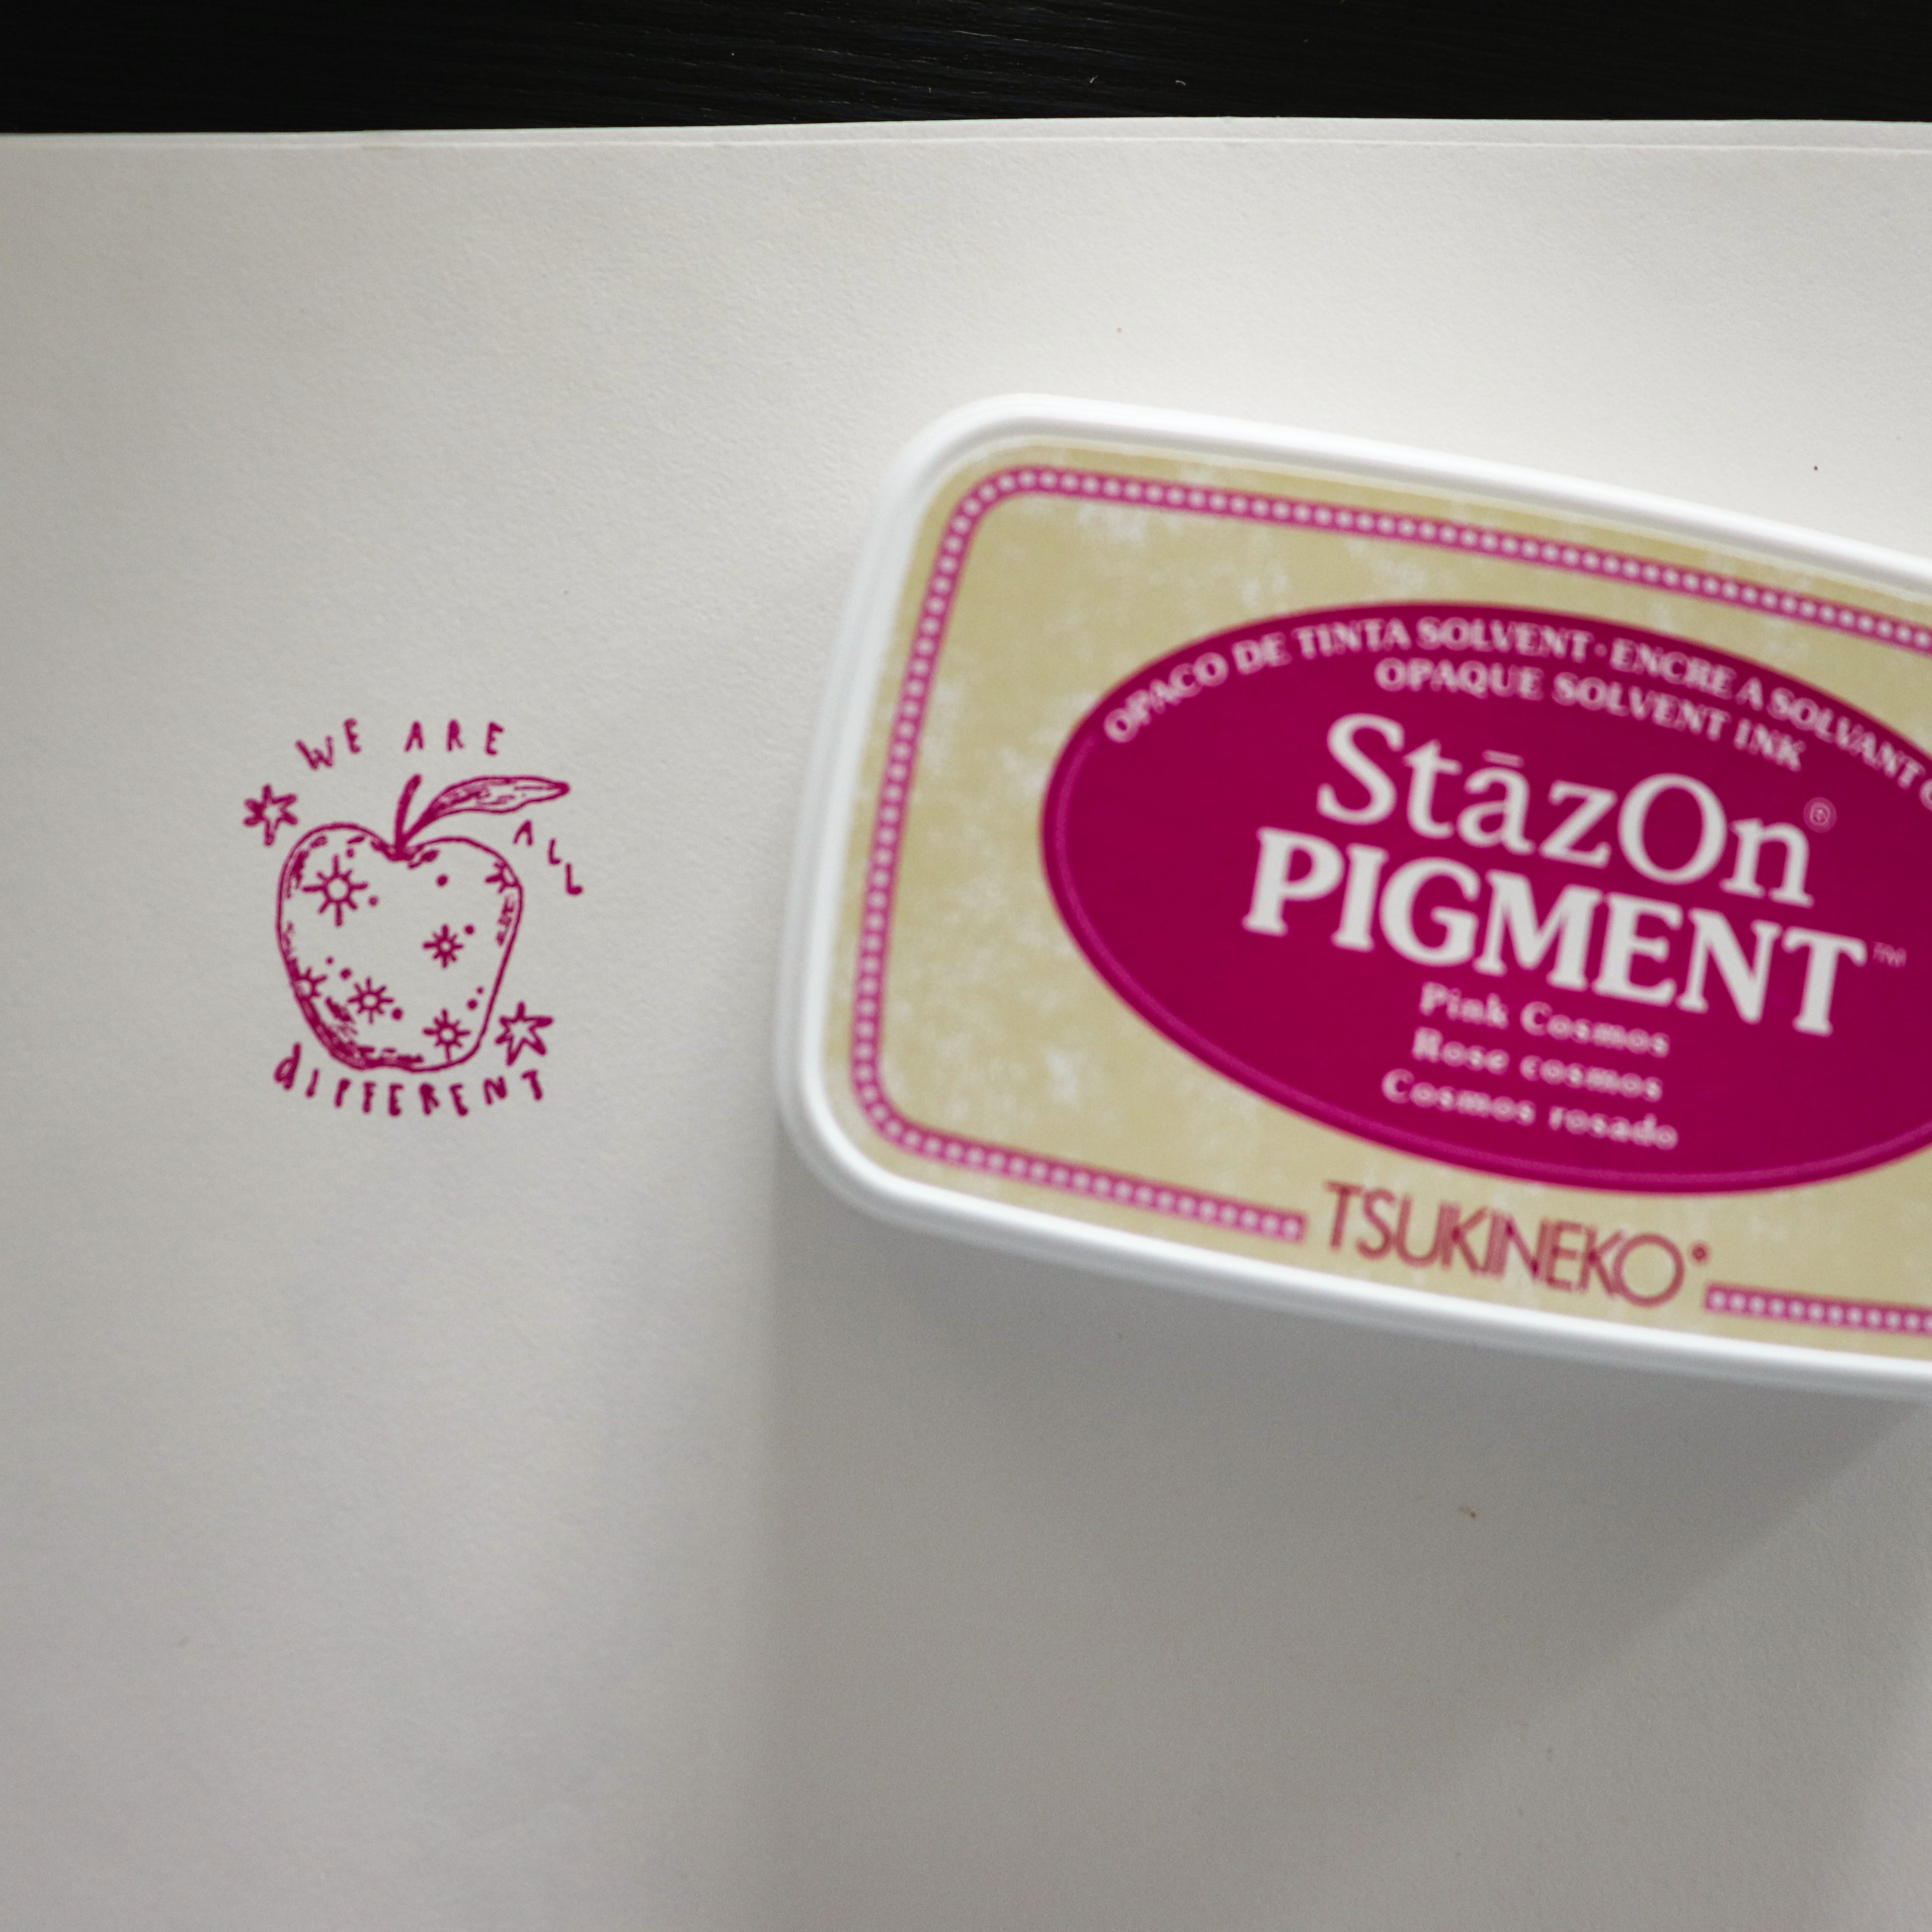 WE ARE
ALL
dIFFERENT
OPACO DE TINTA SOLVENT · ENCRE A SOLVANT
OPAQUE SOLVENT INK
StāzOn®
PIGMENT™
Pink Cosmos
Rose cosmos
Cosmos rosado
TSUKINEKO®